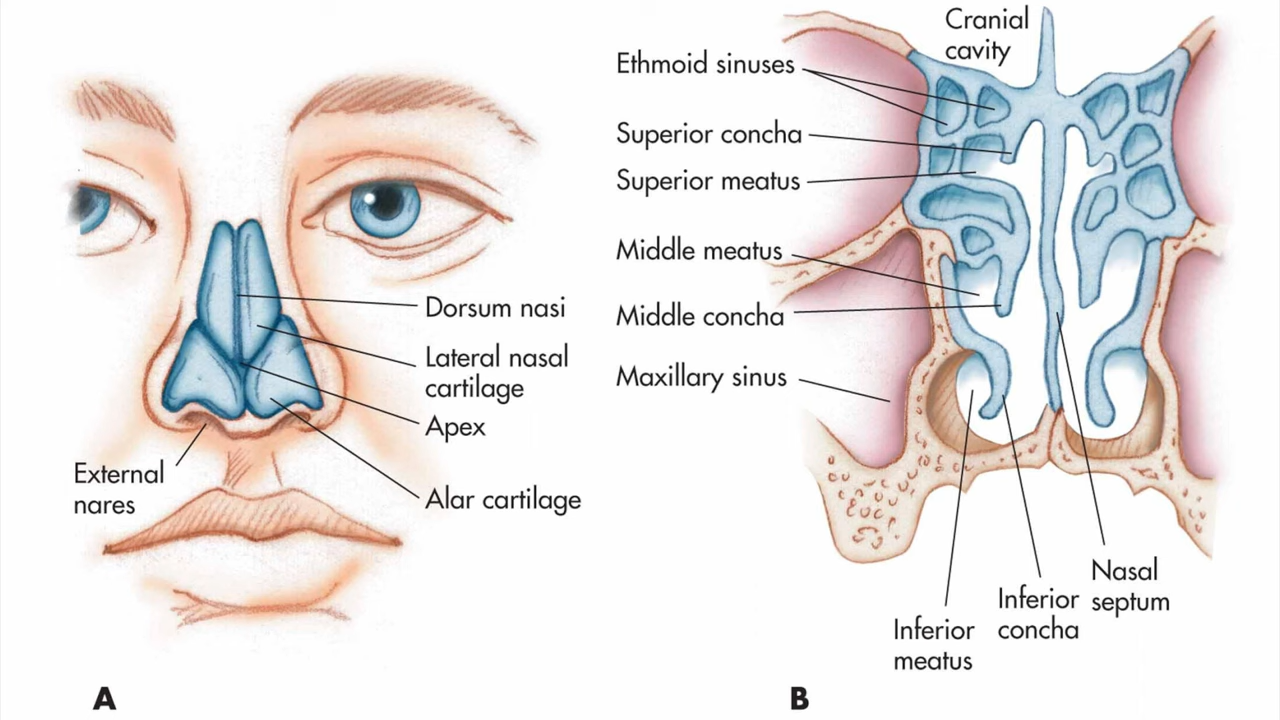 Dorsum nasi
Lateral nasal
cartilage
Apex
External
nares
Alar cartilage
A
Cranial
cavity
Ethmoid sinuses
Superior concha
Superior meatus
Middle meatus
Middle concha
Maxillary sinus
Nasal
septum
Inferior
concha
Inferior
meatus
B